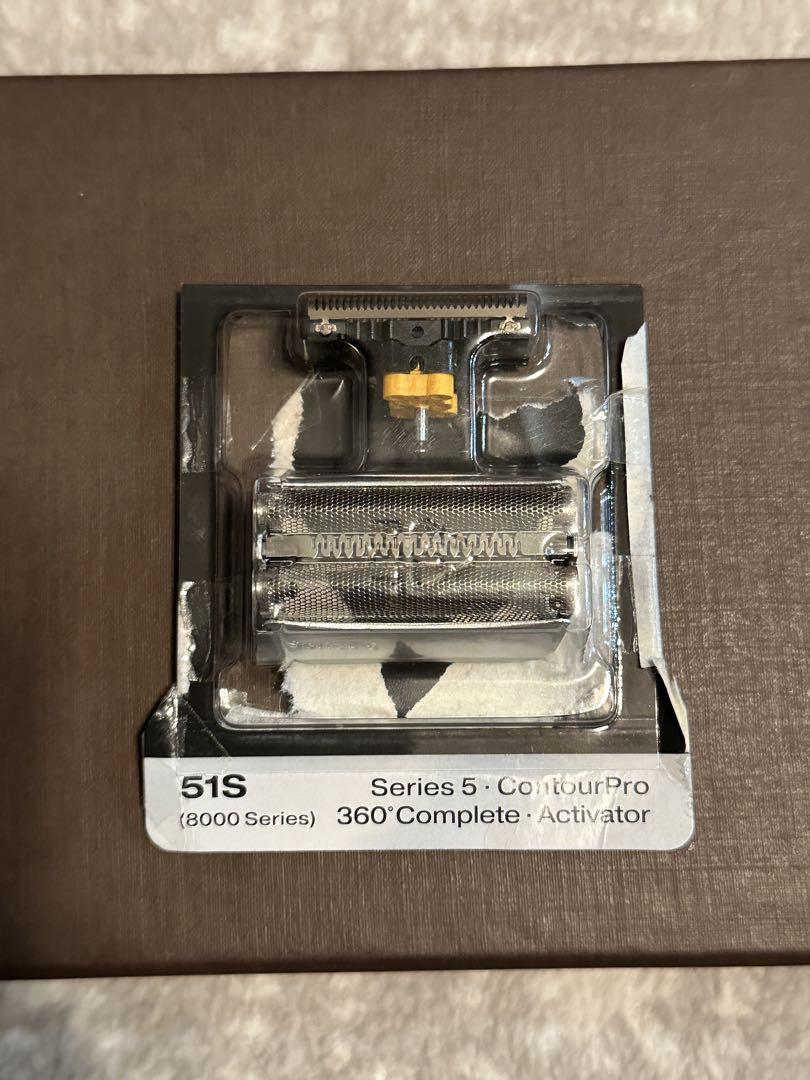 51S
Series 5 · ContourPro
(8000 Series)
360°Complete · Activator